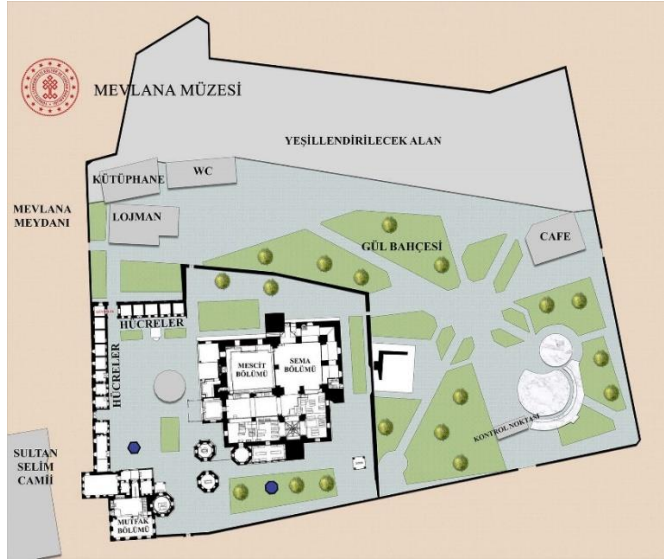 MEVLANA MÜZESİ
YEŞİLLENDİRİLECEK ALAN
KÜTÜPHANE
WC
MEVLANA
MEYDANI
LOJMAN
GÜL BAHÇESİ
CAFE
HÜCRELER
HÜCRELER
MESCİT
BÖLÜMÜ
SEMA
BÖLÜMÜ
KONTROL NOKTASI
SULTAN
SELİM
CAMİİ
MUTFAK
BÖLÜMÜ